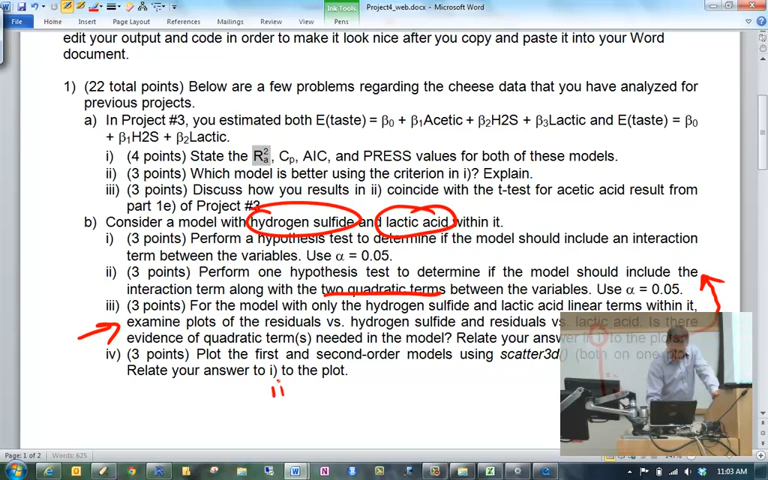 Ink Tools
Project4_web.docx - Microsoft Word
File Home Insert Page Layout References Mailings Review View Pens
edit your output and code in order to make it look nice after you copy and paste it into your Word
document.
1) (22 total points) Below are a few problems regarding the cheese data that you have analyzed for
previous projects.
a) In Project #3, you estimated both E(taste) = β0 + β1Acetic + β2H2S + β3Lactic and E(taste) = β0
+ β1H2S + β2Lactic.
i) (4 points) State the R²a, Cp, AIC, and PRESS values for both of these models.
ii) (3 points) Which model is better using the criterion in i)? Explain.
iii) (3 points) Discuss how you results in ii) coincide with the t-test for acetic acid result from
part 1e) of Project #3.
b) Consider a model with hydrogen sulfide and lactic acid within it.
i) (3 points) Perform a hypothesis test to determine if the model should include an interaction
term between the variables. Use α = 0.05.
ii) (3 points) Perform one hypothesis test to determine if the model should include the
interaction term along with the two quadratic terms between the variables. Use α = 0.05.
iii) (3 points) For the model with only the hydrogen sulfide and lactic acid linear terms within it,
examine plots of the residuals vs. hydrogen sulfide and residuals vs. lactic acid. Is there
evidence of quadratic term(s) needed in the model? Relate your answer to the plots.
iv) (3 points) Plot the first and second-order models using scatter3d() (both on one plot
Relate your answer to i) to the plot.
ii
Page: 1 of 2 Words: 625
11:03 AM